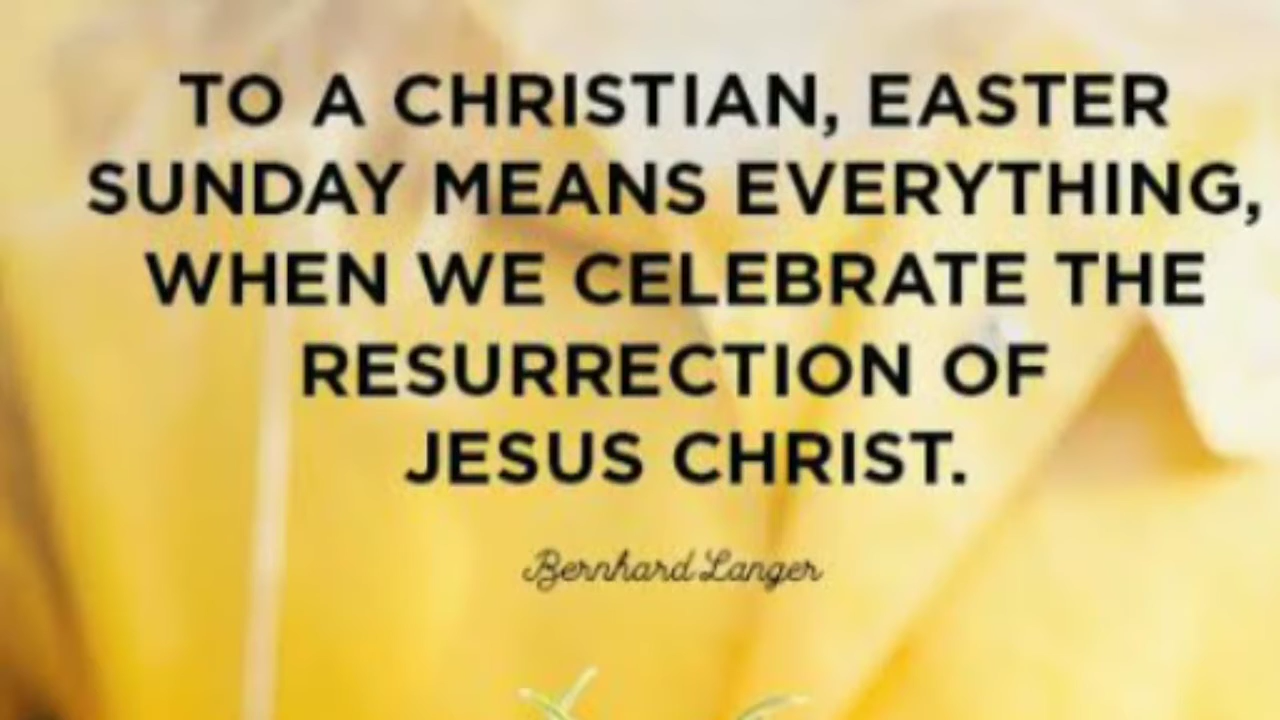 TO A CHRISTIAN, EASTER
SUNDAY MEANS EVERYTHING,
WHEN WE CELEBRATE THE
RESURRECTION OF
JESUS CHRIST.
Bernhard Langer